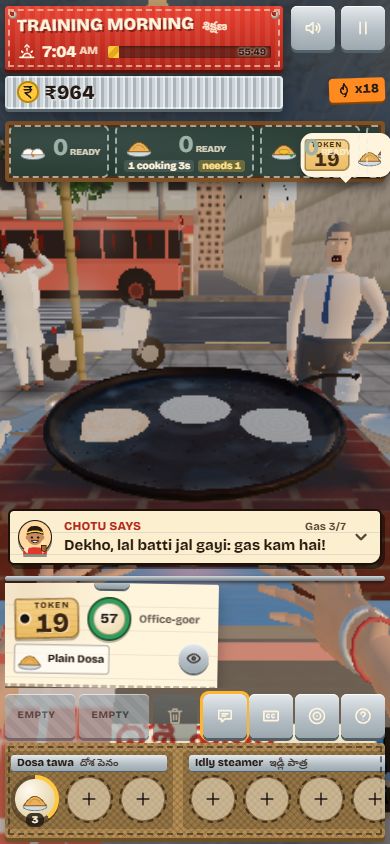 TRAINING MORNING శిక్షణ
7:04 AM 55:49
₹ ₹964
x18
0 READY
0 READY
1 cooking 3s needs 1
TOKEN
19
CHOTU SAYS Gas 3/7
Dekho, lal batti jal gayi: gas kam hai!
TOKEN
19
57
Office-goer
Plain Dosa
EMPTY EMPTY
CC
?
Dosa tawa దోశ పెనం
Idly steamer ఇడ్లీ పాత్ర
3